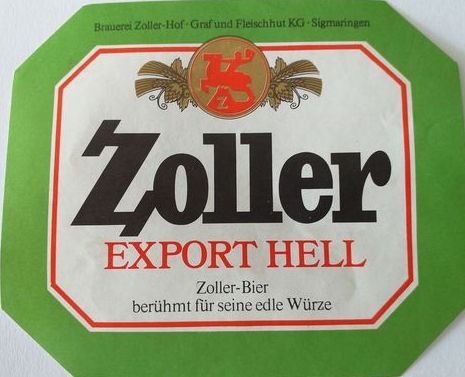 Brauerei Zoller-Hof · Graf und Fleischhut KG · Sigmaringen
Z
Zoller
EXPORT HELL
Zoller-Bier
berühmt für seine edle Würze